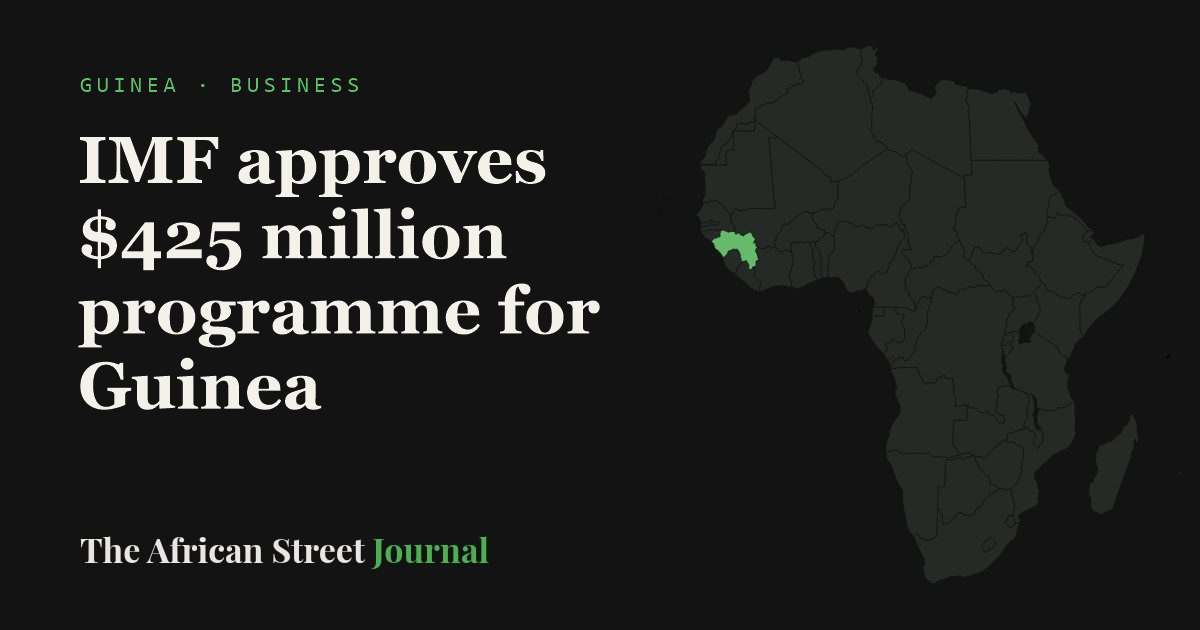 GUINEA · BUSINESS
IMF approves
$425 million
programme for
Guinea
The African Street Journal